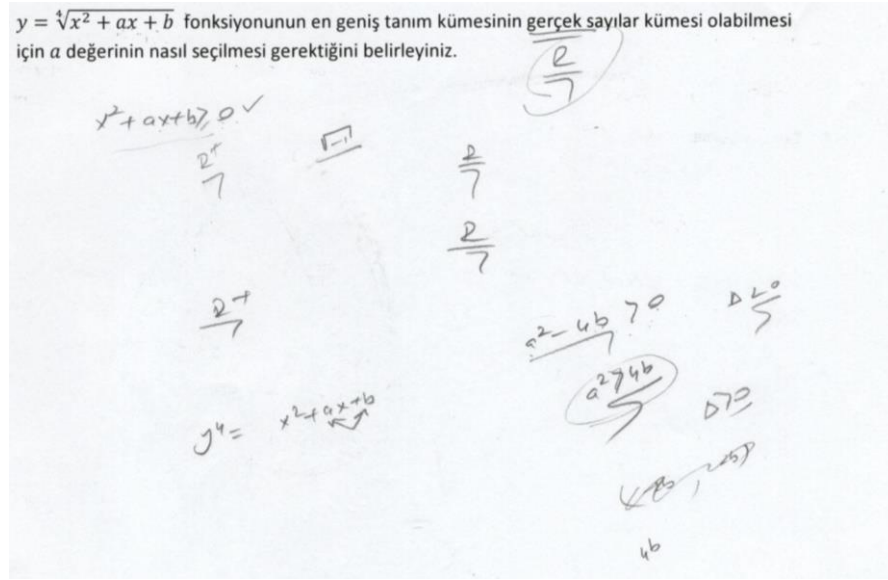 y = ∜(x² + ax + b) fonksiyonunun en geniş tanım kümesinin gerçek sayılar kümesi olabilmesi
için a değerinin nasıl seçilmesi gerektiğini belirleyiniz.
R
x²+ax+b≥0 ✓
R⁺
√-1
R
R
R⁺
a²-4b>0
Δ<0
a²>4b
Δ>0
y⁴= x²+ax+b
4b